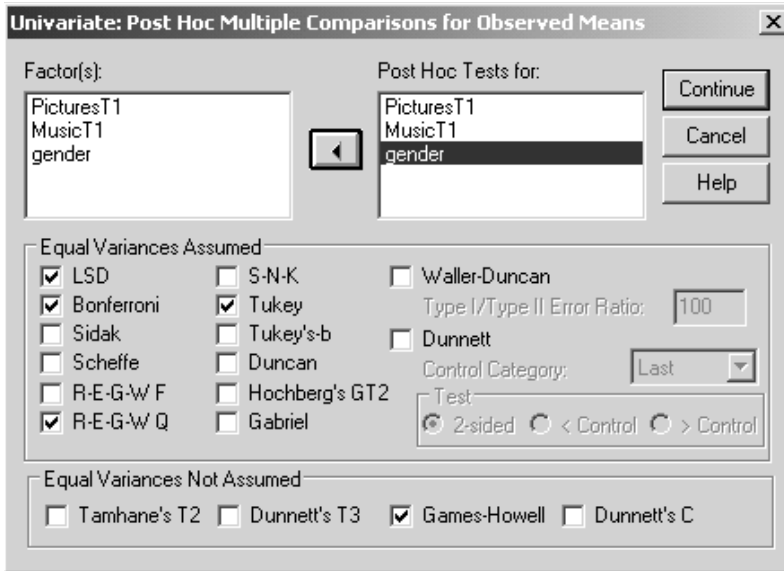 Univariate: Post Hoc Multiple Comparisons for Observed Means
Factor(s):
PicturesT1
MusicT1
gender
Post Hoc Tests for:
PicturesT1
MusicT1
gender
Continue
Cancel
Help
Equal Variances Assumed
LSD
Bonferroni
Sidak
Scheffe
R-E-G-W F
R-E-G-W Q
S-N-K
Tukey
Tukey's-b
Duncan
Hochberg's GT2
Gabriel
Waller-Duncan
Type I/Type II Error Ratio: 100
Dunnett
Control Category: Last
Test
2-sided < Control > Control
Equal Variances Not Assumed
Tamhane's T2 Dunnett's T3 Games-Howell Dunnett's C